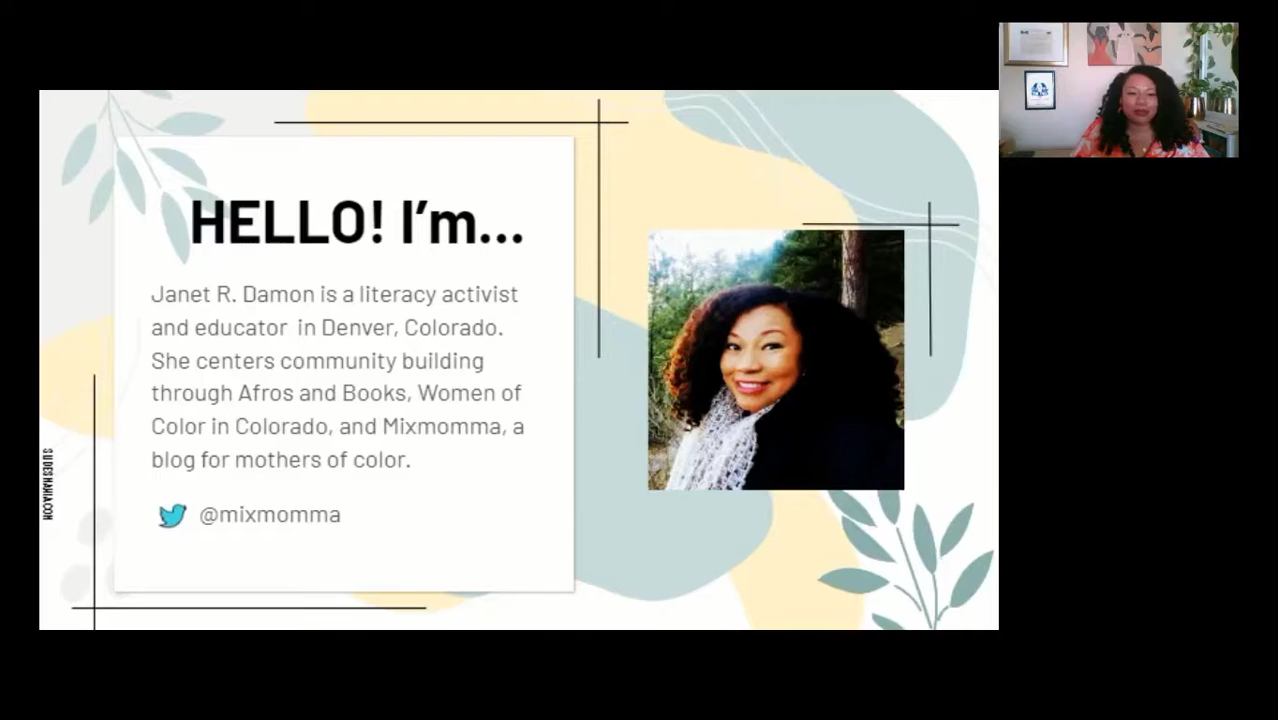 HELLO! I'm...
Janet R. Damon is a literacy activist
and educator in Denver, Colorado.
She centers community building
through Afros and Books, Women of
Color in Colorado, and Mixmomma, a
blog for mothers of color.
@mixmomma
SLIDESMANIA.COM